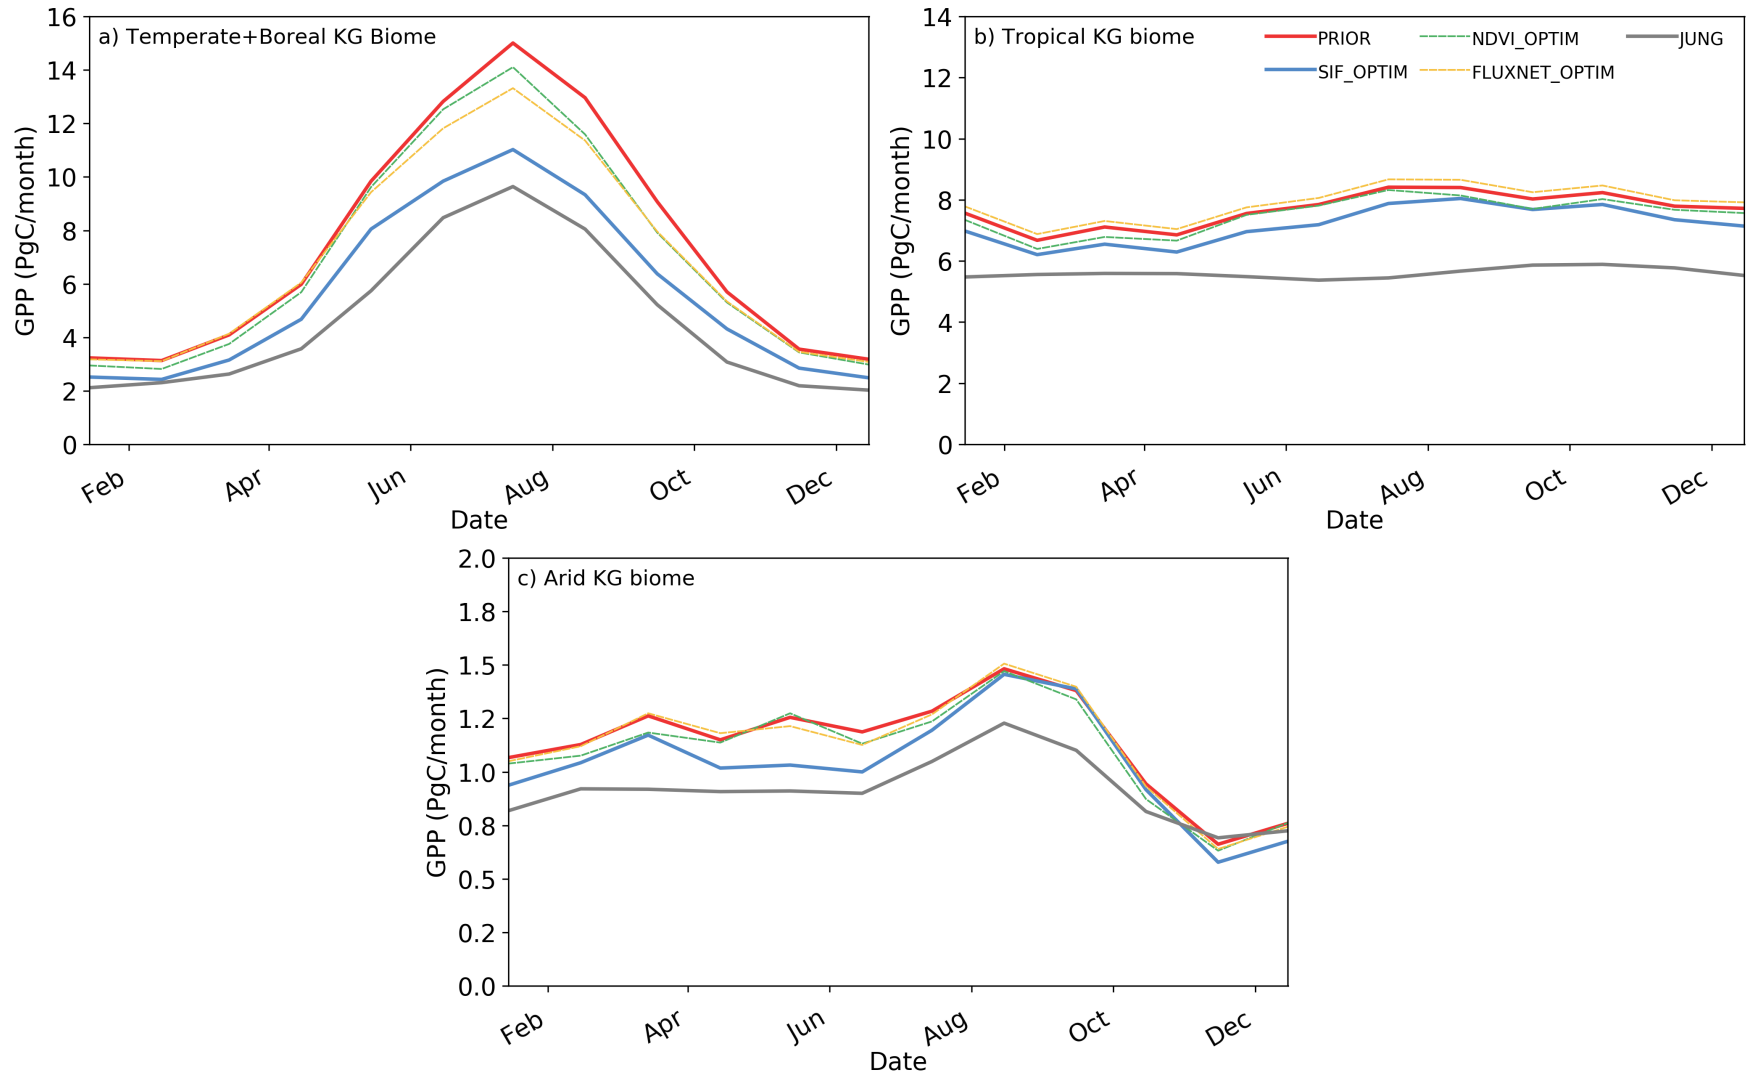 a) Temperate+Boreal KG Biome
GPP (PgC/month)
16
14
12
10
8
6
4
2
0
Feb
Apr
Jun
Aug
Oct
Dec
Date
b) Tropical KG biome
PRIOR
SIF_OPTIM
NDVI_OPTIM
FLUXNET_OPTIM
JUNG
GPP (PgC/month)
14
12
10
8
6
4
2
0
Feb
Apr
Jun
Aug
Oct
Dec
Date
c) Arid KG biome
GPP (PgC/month)
2.0
1.8
1.5
1.2
1.0
0.8
0.5
0.2
0.0
Feb
Apr
Jun
Aug
Oct
Dec
Date